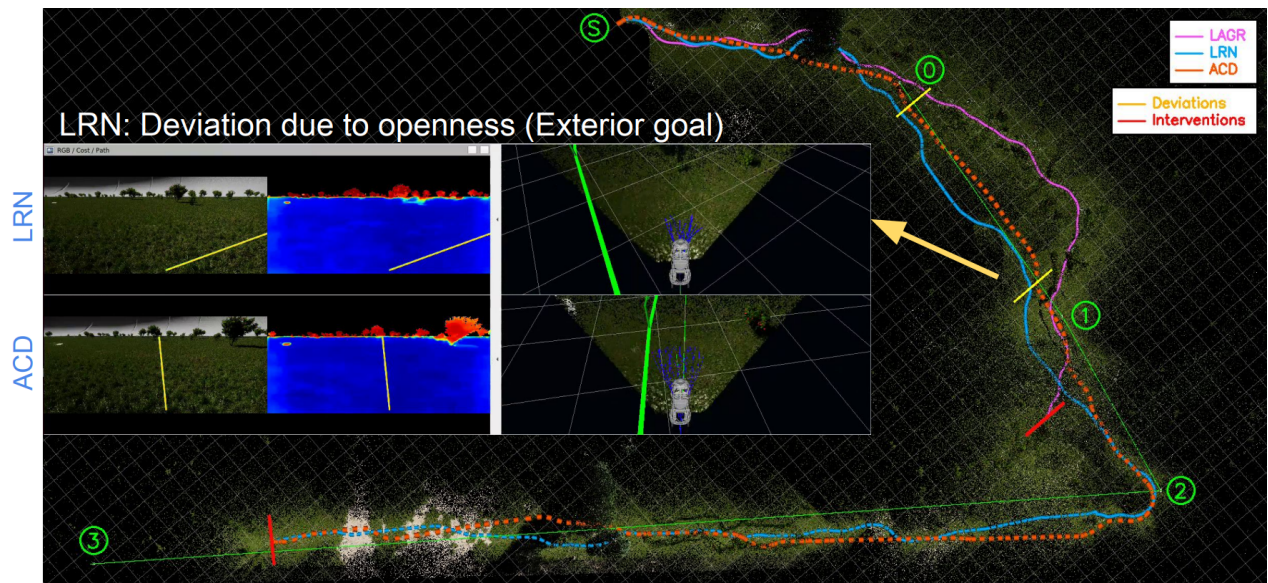 S
0
LAGR
LRN
ACD
Deviations
Interventions
LRN: Deviation due to openness (Exterior goal)
RGB / Cost / Path
LRN
ACD
1
2
3